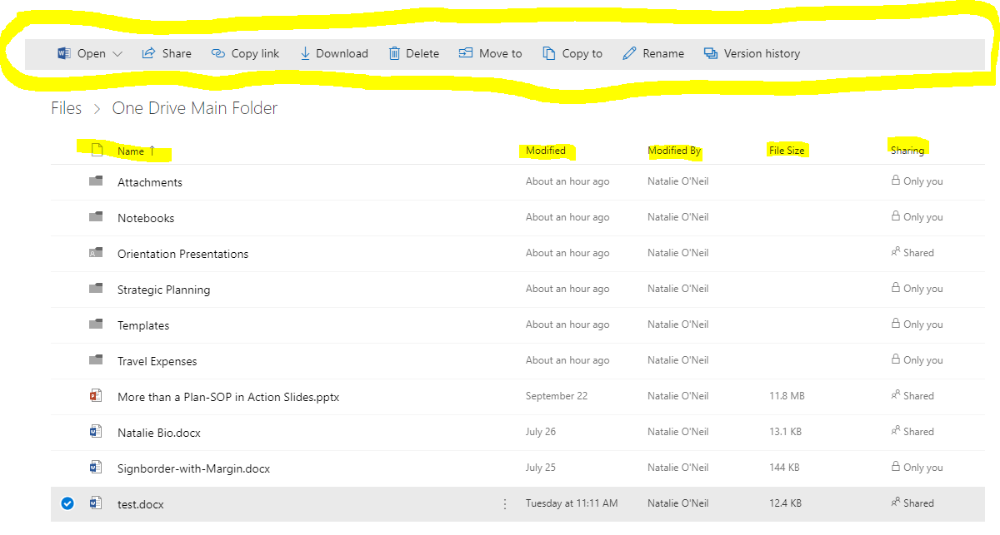 Open Share Copy link Download Delete Move to Copy to Rename Version history
Files > One Drive Main Folder
Name ↑ Modified Modified By File Size Sharing
Attachments About an hour ago Natalie O'Neil Only you
Notebooks About an hour ago Natalie O'Neil Only you
Orientation Presentations About an hour ago Natalie O'Neil Shared
Strategic Planning About an hour ago Natalie O'Neil Only you
Templates About an hour ago Natalie O'Neil Only you
Travel Expenses About an hour ago Natalie O'Neil Only you
More than a Plan-SOP in Action Slides.pptx September 22 Natalie O'Neil 11.8 MB Shared
Natalie Bio.docx July 26 Natalie O'Neil 13.1 KB Shared
Signborder-with-Margin.docx July 25 Natalie O'Neil 144 KB Only you
test.docx Tuesday at 11:11 AM Natalie O'Neil 12.4 KB Shared